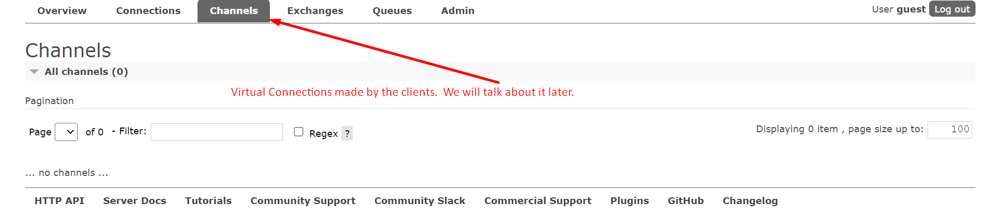 Overview Connections Channels Exchanges Queues Admin User guest Log out
Channels
All channels (0)
Virtual Connections made by the clients.  We will talk about it later.
Pagination
Page of 0 - Filter: Regex ? Displaying 0 item , page size up to: 100
... no channels ...
HTTP API Server Docs Tutorials Community Support Community Slack Commercial Support Plugins GitHub Changelog